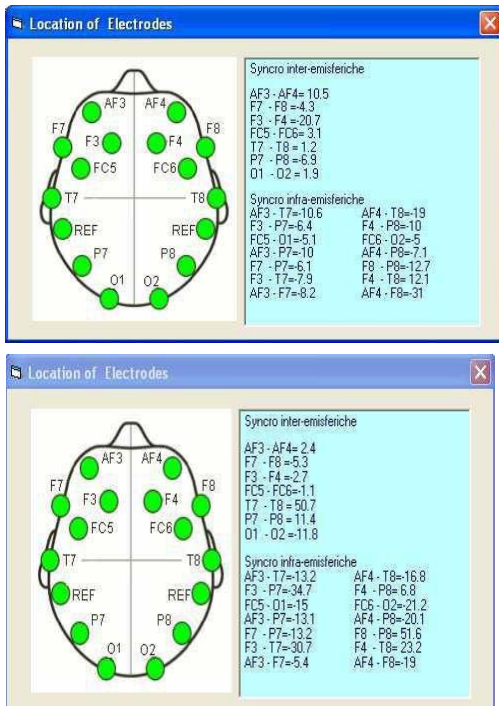 Location of Electrodes
AF3 AF4
F7 F8
F3 F4
FC5 FC6
T7 T8
REF REF
P7 P8
O1 O2
Syncro inter-emisferiche
AF3 - AF4= 10.5
F7 - F8 =-4.3
F3 - F4 =-20.7
FC5 - FC6= 3.1
T7 - T8 = 1.2
P7 - P8 =-6.9
O1 - O2 = 1.9
Syncro infra-emisferiche
AF3 - T7=-10.6 AF4 - T8=-19
F3 - P7=-6.4 F4 - P8=-10
FC5 - O1=-5.1 FC6 - O2=-5
AF3 - P7=-10 AF4 - P8=-7.1
F7 - P7=-6.1 F8 - P8=-12.7
F3 - T7=-7.9 F4 - T8= 12.1
AF3 - F7=-8.2 AF4 - F8=-31
Location of Electrodes
AF3 AF4
F7 F8
F3 F4
FC5 FC6
T7 T8
REF REF
P7 P8
O1 O2
Syncro inter-emisferiche
AF3 - AF4= 2.4
F7 - F8 =-5.3
F3 - F4 =-2.7
FC5 - FC6=-1.1
T7 - T8 = 50.7
P7 - P8 = 11.4
O1 - O2 =-11.8
Syncro infra-emisferiche
AF3 - T7=-13.2 AF4 - T8=-16.8
F3 - P7=-34.7 F4 - P8= 6.8
FC5 - O1=-15 FC6 - O2=-21.2
AF3 - P7=-13.1 AF4 - P8=-20.1
F7 - P7=-13.2 F8 - P8= 51.6
F3 - T7=-30.7 F4 - T8= 23.2
AF3 - F7=-5.4 AF4 - F8=-19